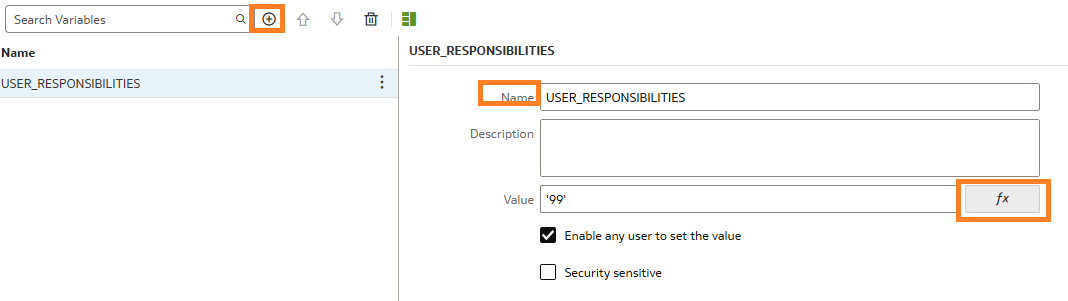 Search Variables
Name
USER_RESPONSIBILITIES
USER_RESPONSIBILITIES
Name USER_RESPONSIBILITIES
Description
Value '99' fx
Enable any user to set the value
Security sensitive